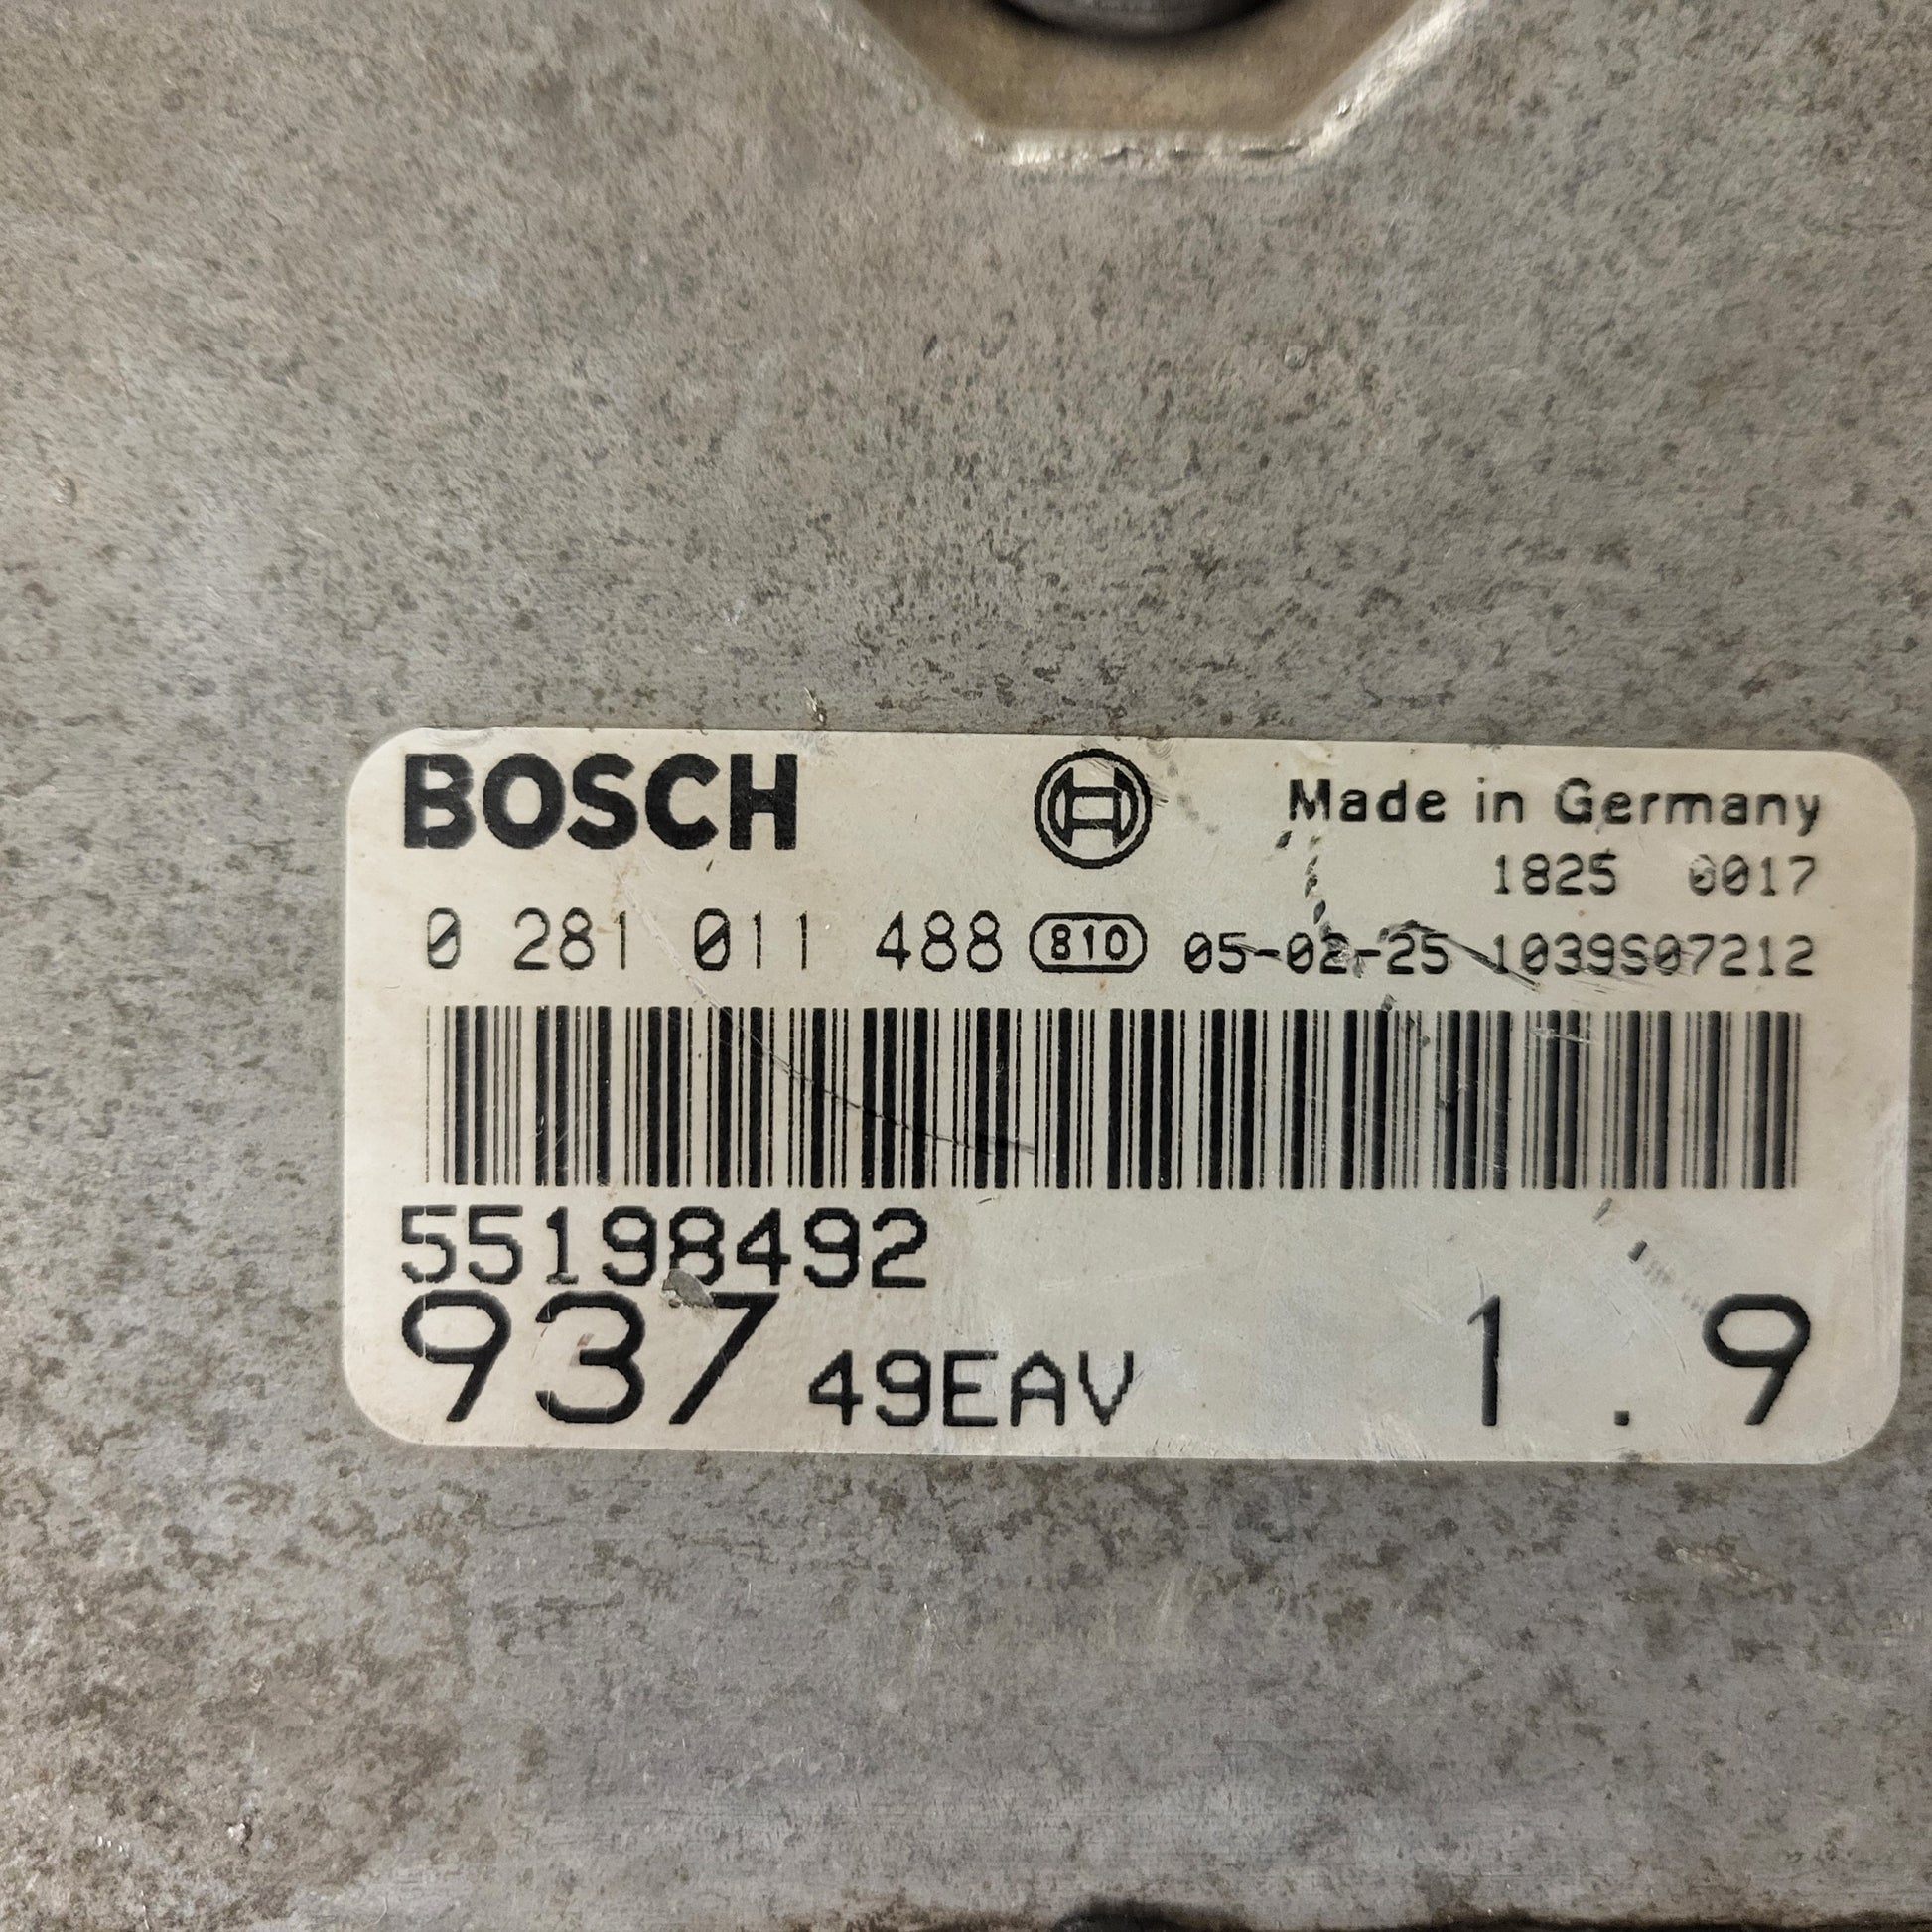 BOSCH Made in Germany
1825 0017
0 281 011 488 810 05-02-25 1039S07212
55198492
937 49EAV 1.9